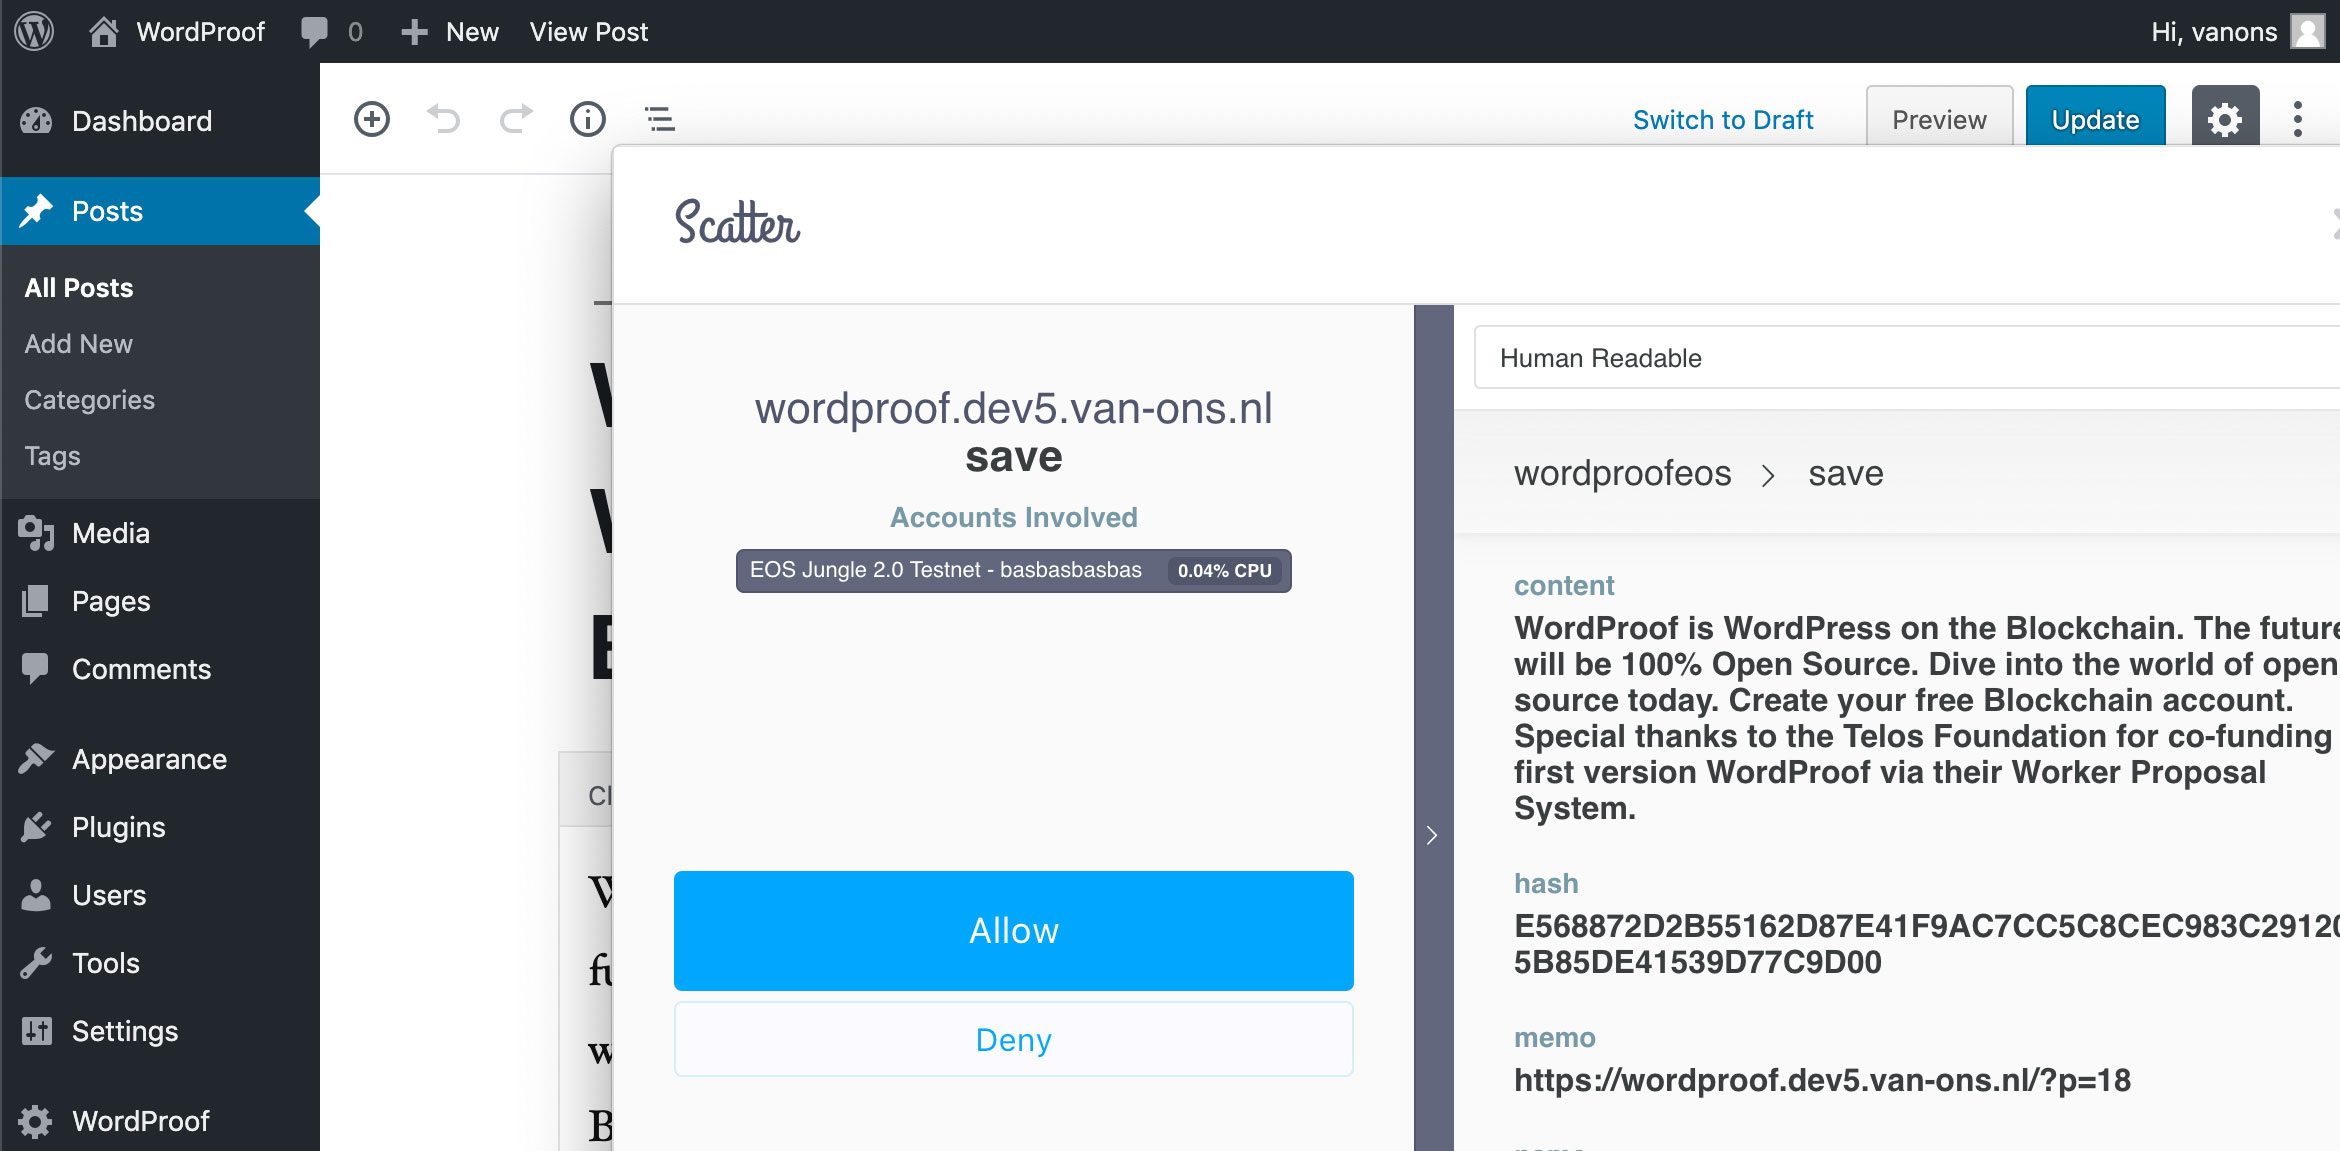 WordProof 0 New View Post Hi, vanons
Dashboard
Posts
All Posts
Add New
Categories
Tags
Media
Pages
Comments
Appearance
Plugins
Users
Tools
Settings
WordProof
Switch to Draft Preview Update
Scatter
wordproof.dev5.van-ons.nl
save
Accounts Involved
EOS Jungle 2.0 Testnet - basbasbasbas 0.04% CPU
Allow
Deny
Human Readable
wordproofeos > save
content
WordProof is WordPress on the Blockchain. The future
will be 100% Open Source. Dive into the world of open
source today. Create your free Blockchain account.
Special thanks to the Telos Foundation for co-funding
first version WordProof via their Worker Proposal
System.
hash
E568872D2B55162D87E41F9AC7CC5C8CEC983C29120
5B85DE41539D77C9D00
memo
https://wordproof.dev5.van-ons.nl/?p=18